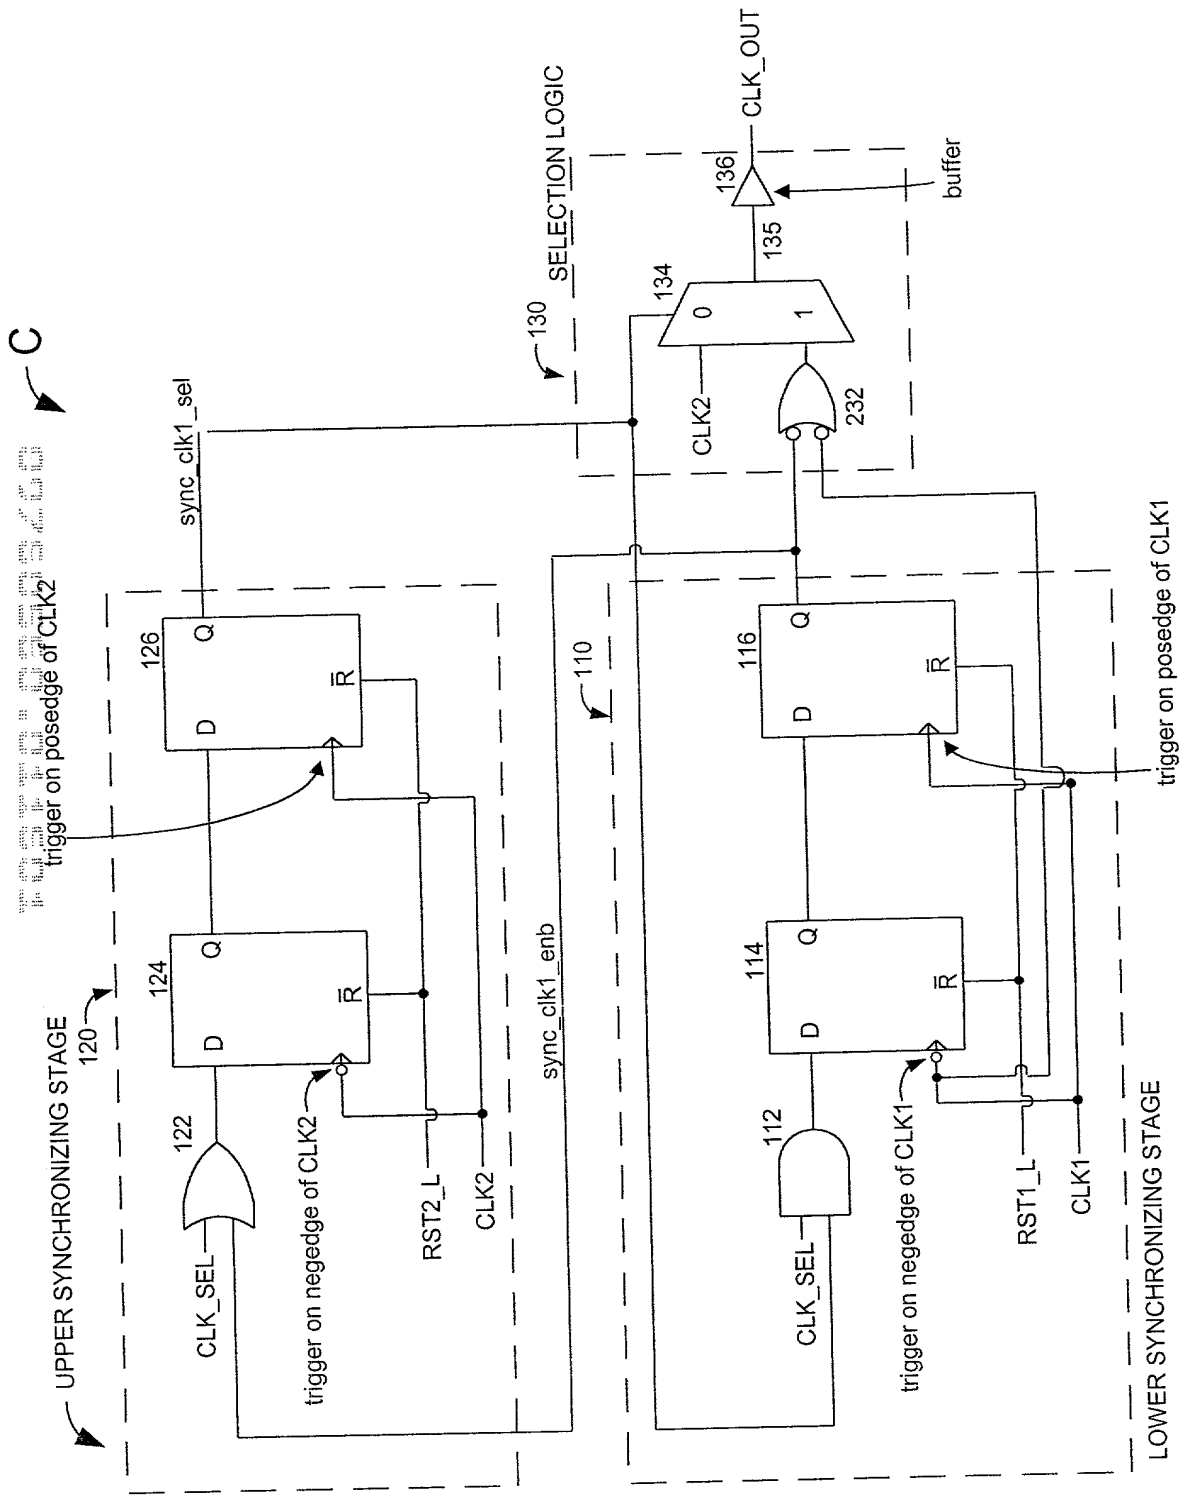 C
UPPER SYNCHRONIZING STAGE
120
122
124
126
CLK_SEL
D
Q
R̅
D
Q
R̅
trigger on negedge of CLK2
trigger on posedge of CLK2
RST2_L
CLK2
sync_clk1_sel
sync_clk1_enb
SELECTION LOGIC
130
134
0
1
CLK2
232
135
136
CLK_OUT
buffer
110
112
114
116
CLK_SEL
D
Q
R̅
D
Q
R̅
trigger on negedge of CLK1
trigger on posedge of CLK1
RST1_L
CLK1
LOWER SYNCHRONIZING STAGE